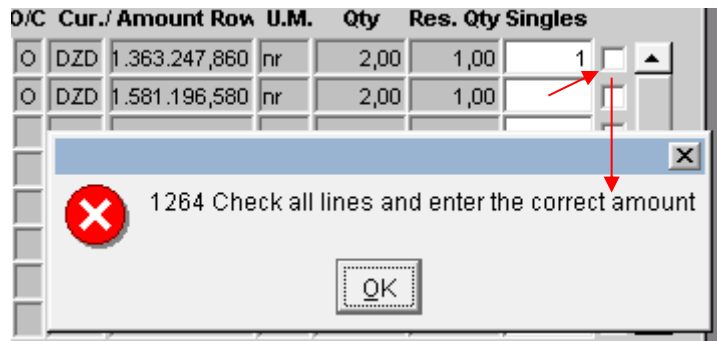 O/C Cur./ Amount Row U.M. Qty Res. Qty Singles
O DZD 1.363.247,860 nr 2,00 1,00 1
O DZD 1.581.196,580 nr 2,00 1,00
1264 Check all lines and enter the correct amount
OK